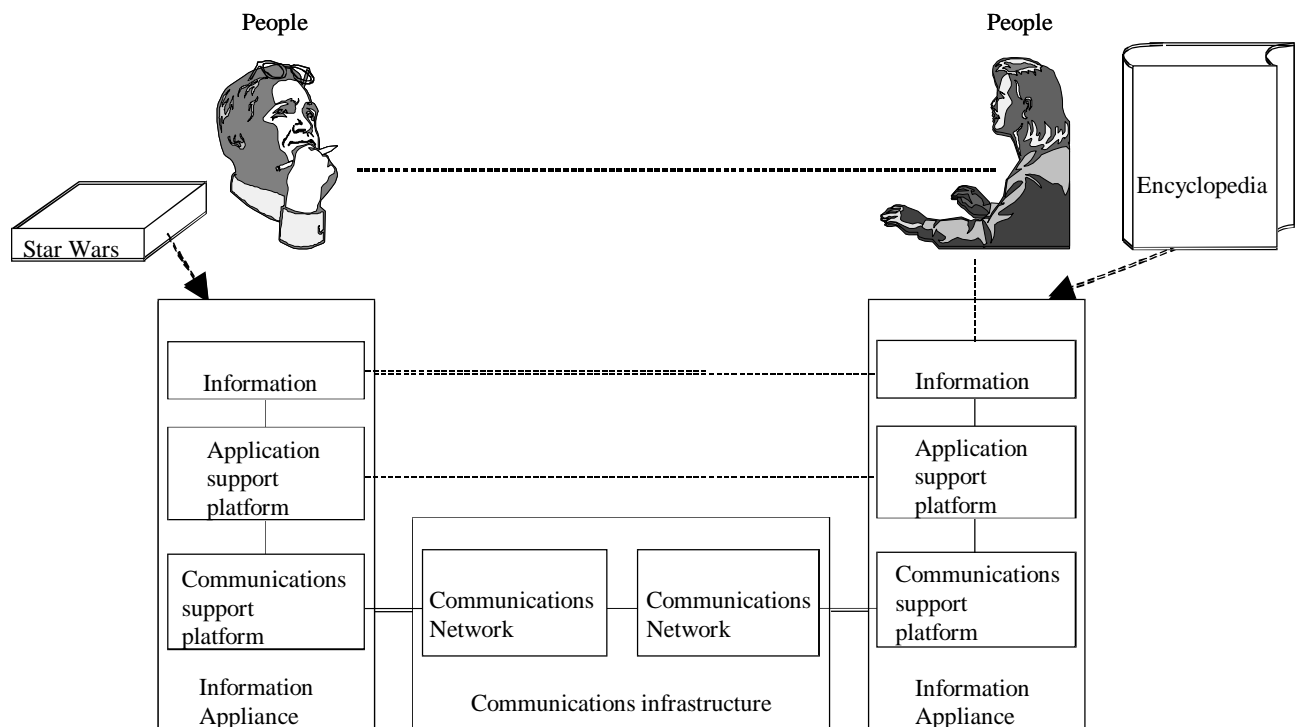 People
People
Star Wars
Encyclopedia
Information
Application
support
platform
Communications
support
platform
Information
Appliance
Communications
Network
Communications
Network
Communications infrastructure
Information
Application
support
platform
Communications
support
platform
Information
Appliance